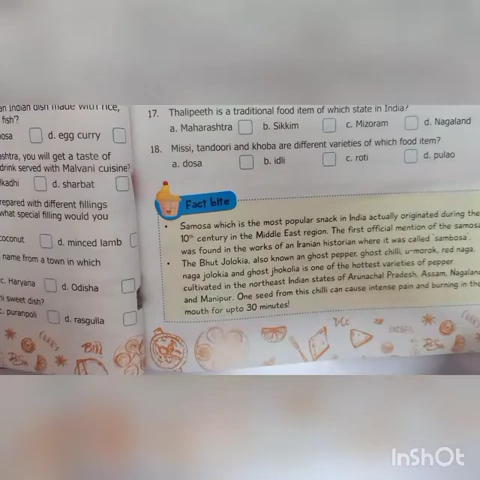 an Indian dish made with rice,
fish?
osa d. egg curry
shtra, you will get a taste of
drink served with Malvani cuisine?
kadhi d. sharbat
repared with different fillings
what special filling would you
coconut d. minced lamb
name from a town in which
c. Haryana d. Odisha
ni sweet dish?
c. puranpoli d. rasgulla
17. Thalipeeth is a traditional food item of which state in India?
a. Maharashtra b. Sikkim c. Mizoram d. Nagaland
18. Missi, tandoori and khoba are different varieties of which food item?
a. dosa b. idli c. roti d. pulao
Fact bite
• Samosa which is the most popular snack in India actually originated during the
10th century in the Middle East region. The first official mention of the samosa
was found in the works of an Iranian historian where it was called sambosa.
• The Bhut Jolokia, also known an ghost pepper, ghost chilli, u-morok, red naga,
naga jolokia and ghost jhokolia is one of the hottest varieties of pepper
cultivated in the northeast Indian states of Arunachal Pradesh, Assam, Nagaland
and Manipur. One seed from this chilli can cause intense pain and burning in the
mouth for upto 30 minutes!
InShOt